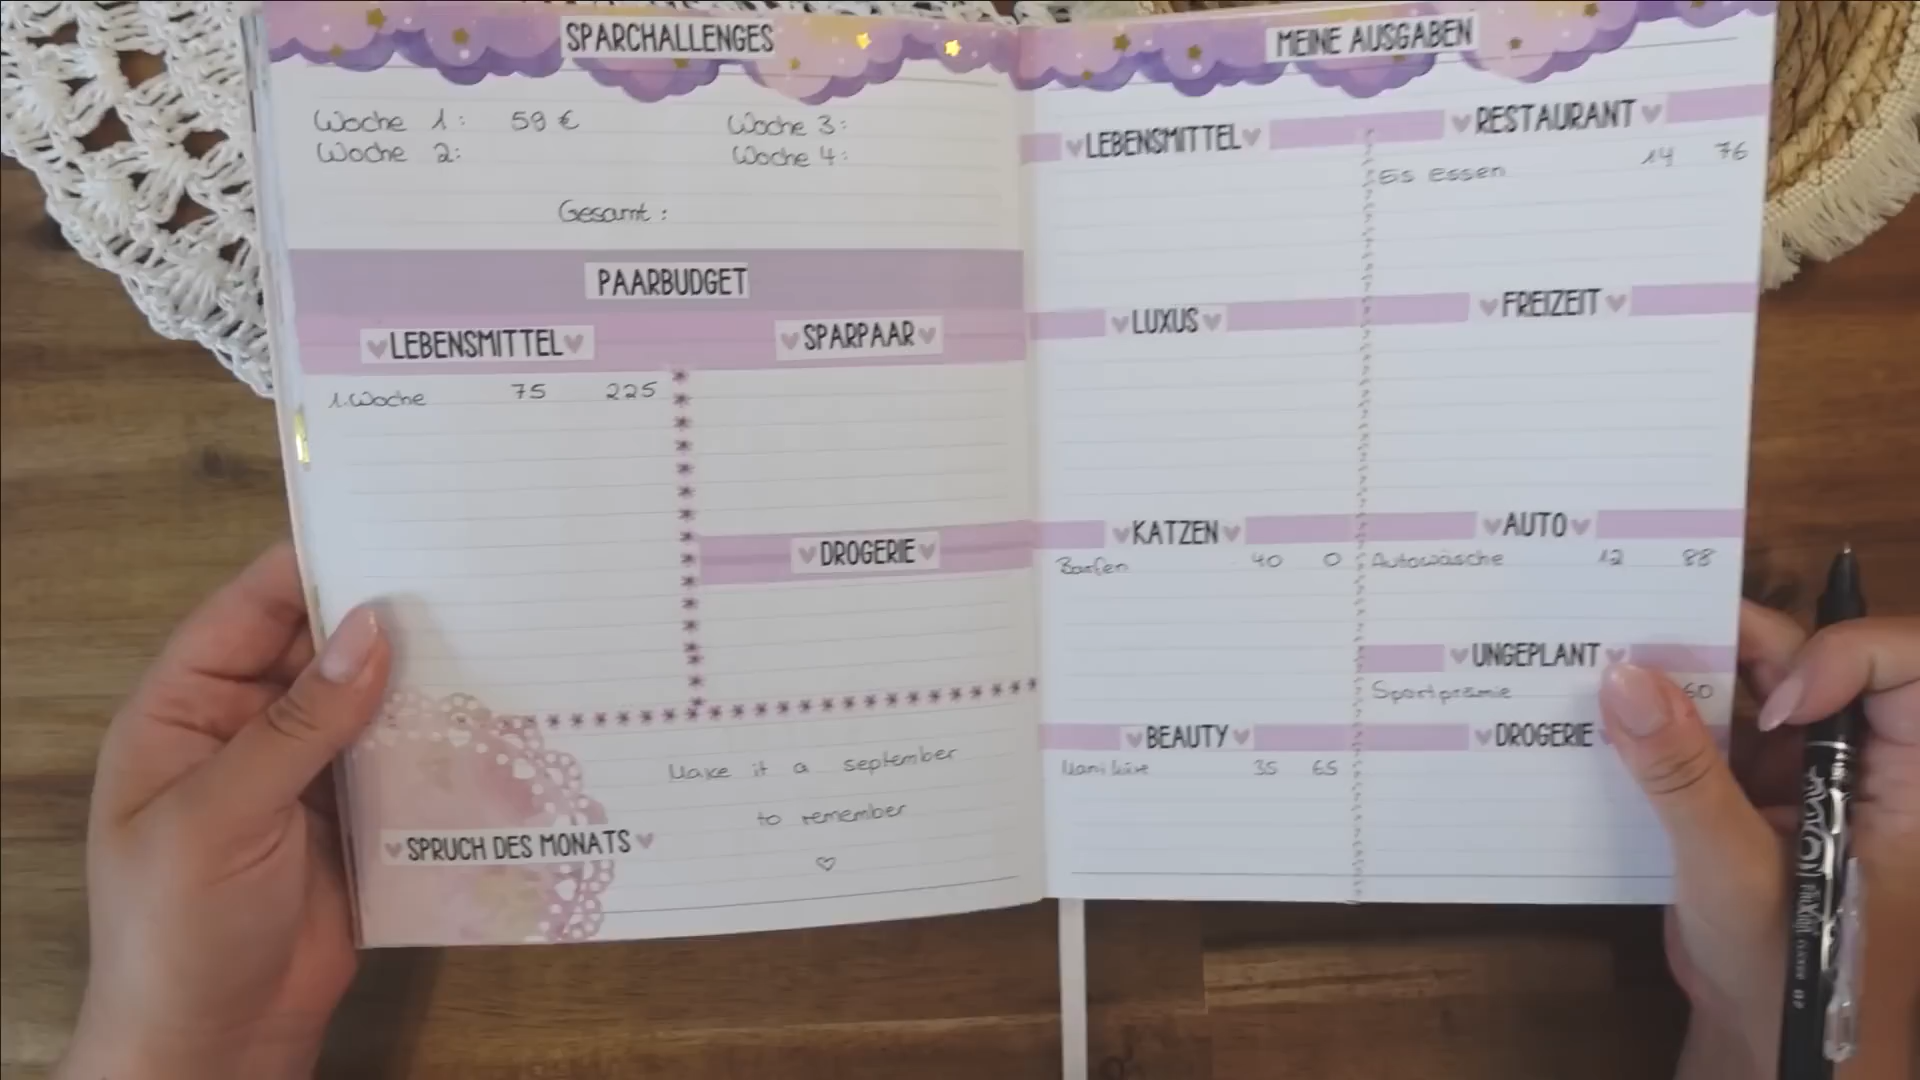 SPARCHALLENGES
Woche 1: 59 €
Woche 2:
Woche 3:
Woche 4:
Gesamt:
PAARBUDGET
LEBENSMITTEL
1. Woche 75 225
SPARPAAR
DROGERIE
SPRUCH DES MONATS
Make it a september
to remember
MEINE AUSGABEN
LEBENSMITTEL
RESTAURANT
Eis essen 14 76
LUXUS
FREIZEIT
KATZEN
Barfen 40 0
AUTO
Autowäsche 12 88
UNGEPLANT
Sportprämie 60
BEAUTY
Maniküre 35 65
DROGERIE